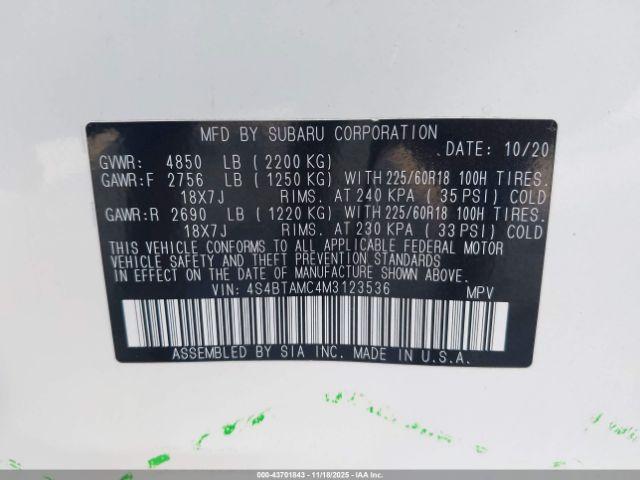 MFD BY SUBARU CORPORATION
DATE: 10/20
GVWR: 4850 LB (2200 KG)
GAWR:F 2756 LB (1250 KG) WITH 225/60R18 100H TIRES.
18X7J RIMS. AT 240 KPA (35 PSI) COLD
GAWR:R 2690 LB (1220 KG) WITH 225/60R18 100H TIRES.
18X7J RIMS. AT 230 KPA (33 PSI) COLD
THIS VEHICLE CONFORMS TO ALL APPLICABLE FEDERAL MOTOR
VEHICLE SAFETY AND THEFT PREVENTION STANDARDS
IN EFFECT ON THE DATE OF MANUFACTURE SHOWN ABOVE.
VIN: 4S4BTAMC4M3123536 MPV
ASSEMBLED BY SIA INC. MADE IN U.S.A.
000-43701843 - 11/18/2025 - Copyright IAA, Inc.